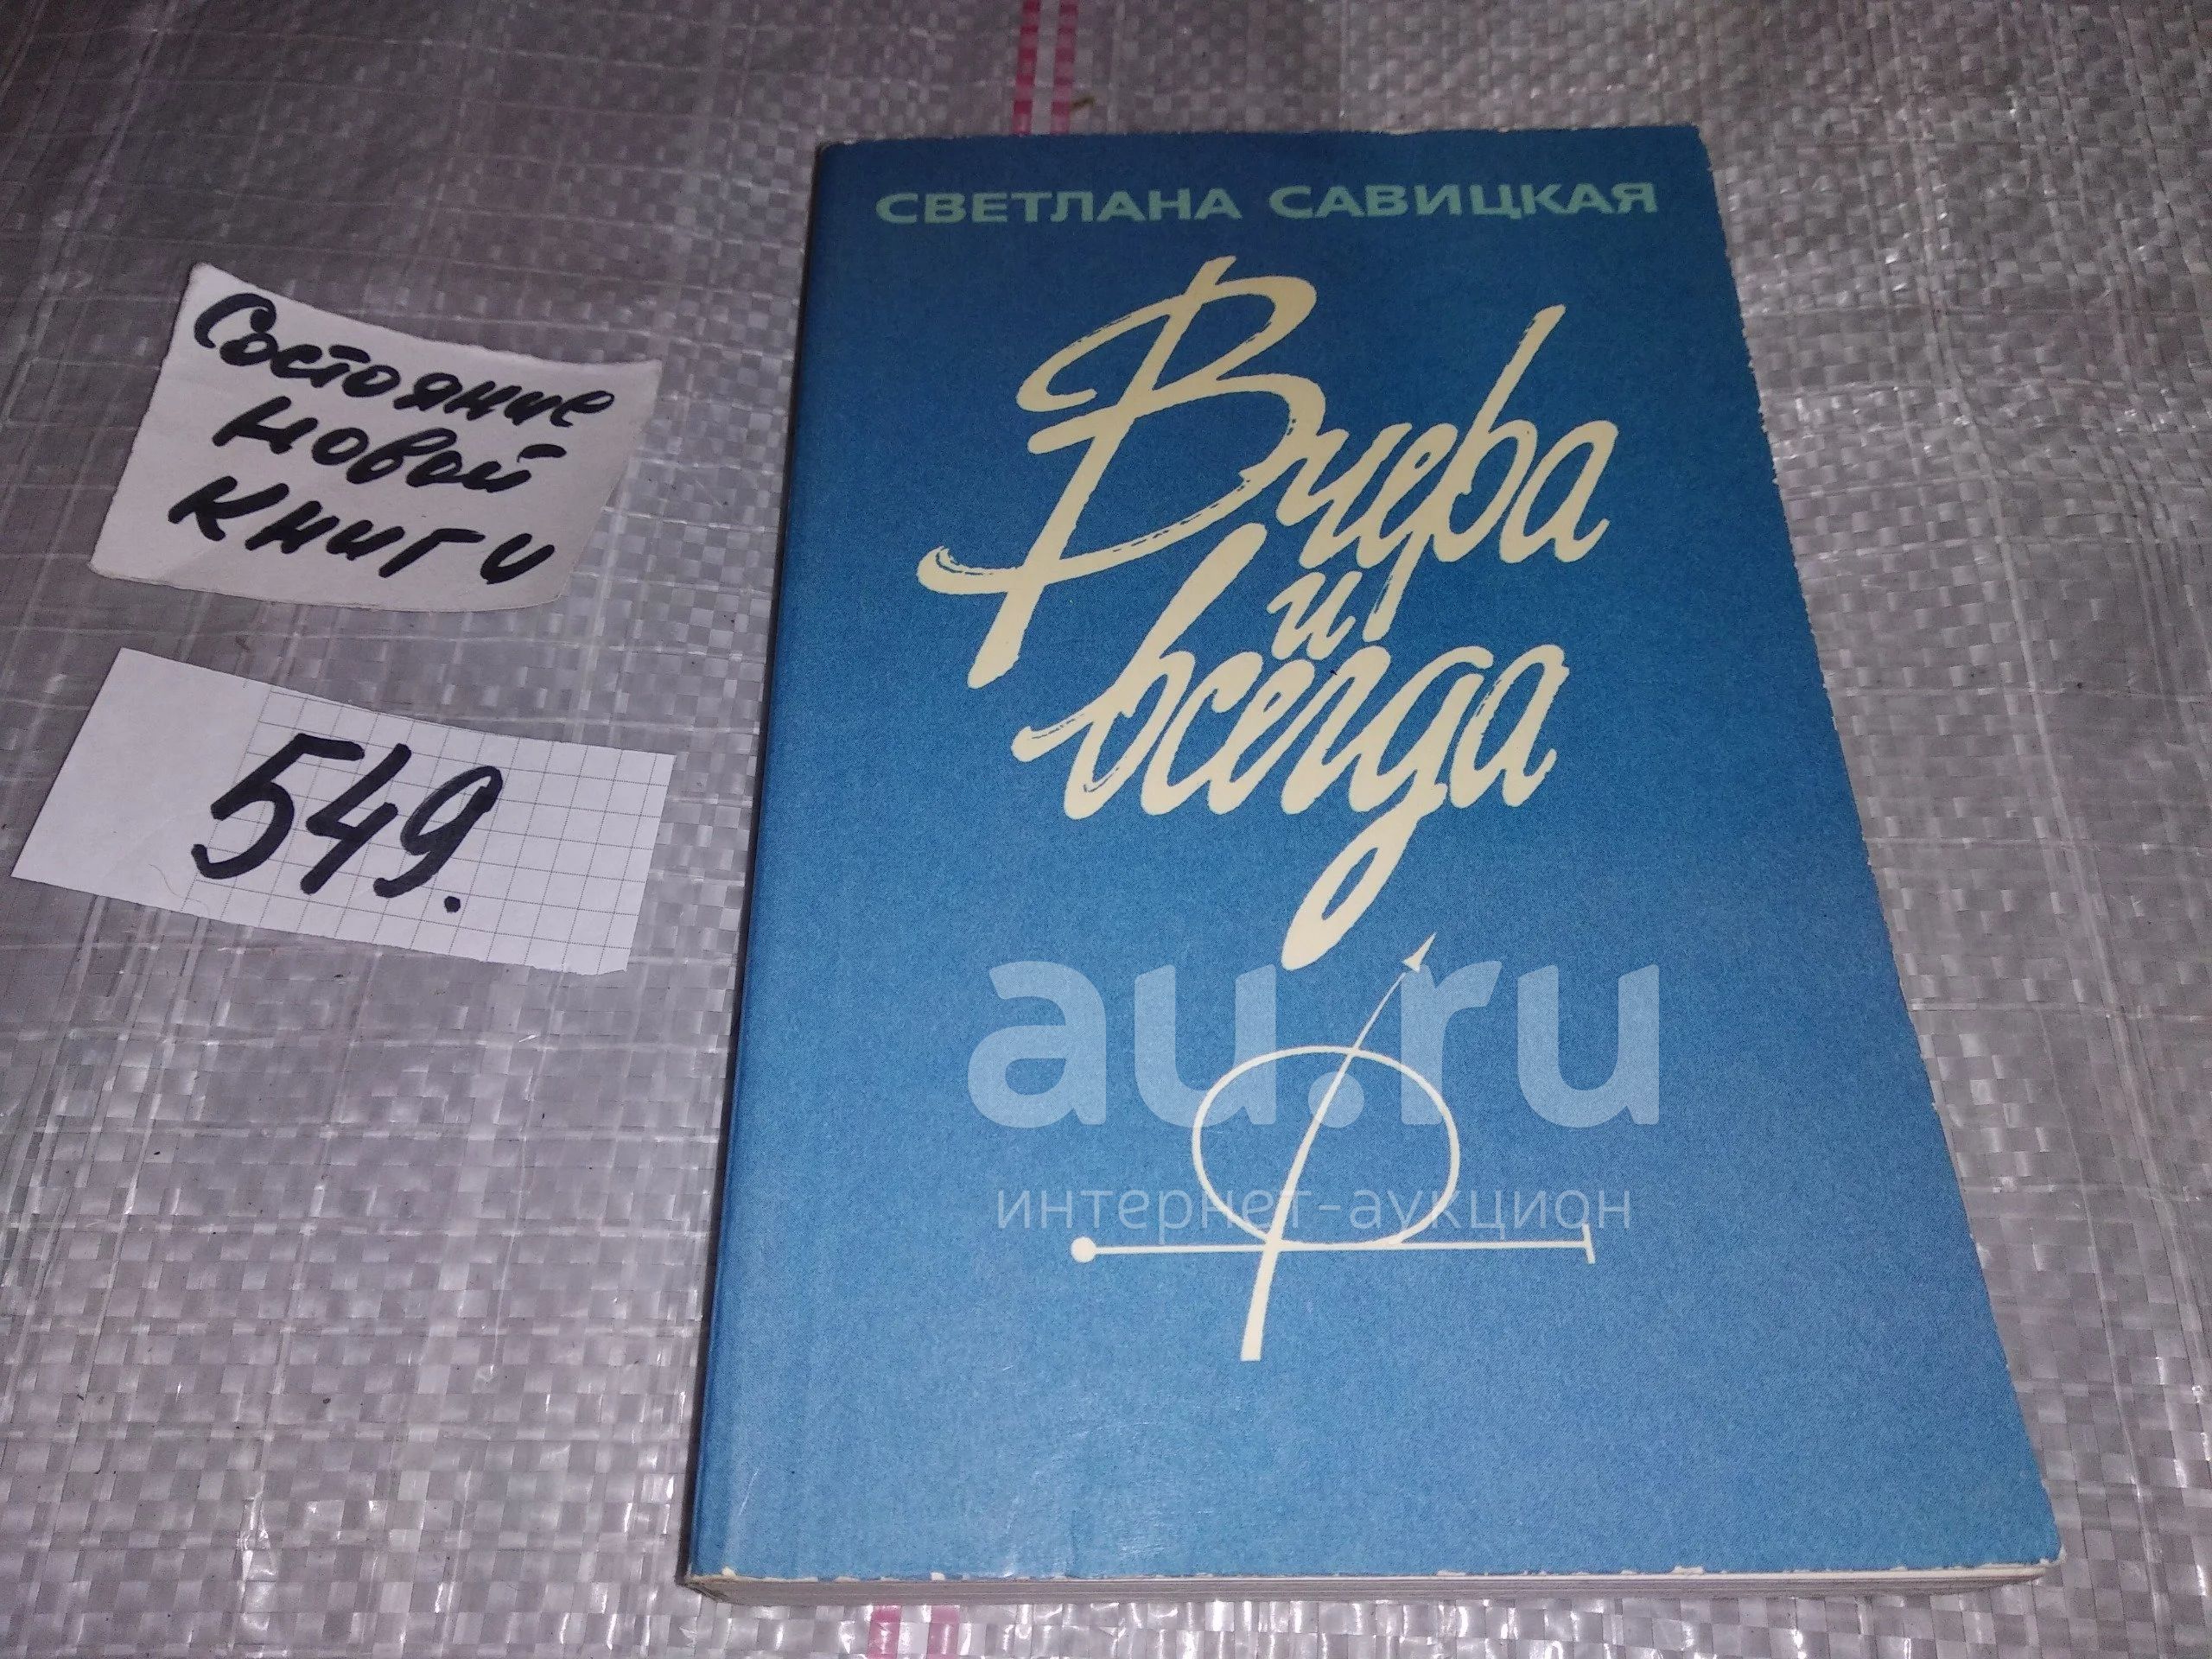 Состояние
новой
книги
549.
СВЕТЛАНА САВИЦКАЯ
Вчера
и
всегда
au.ru
интернет-аукцион